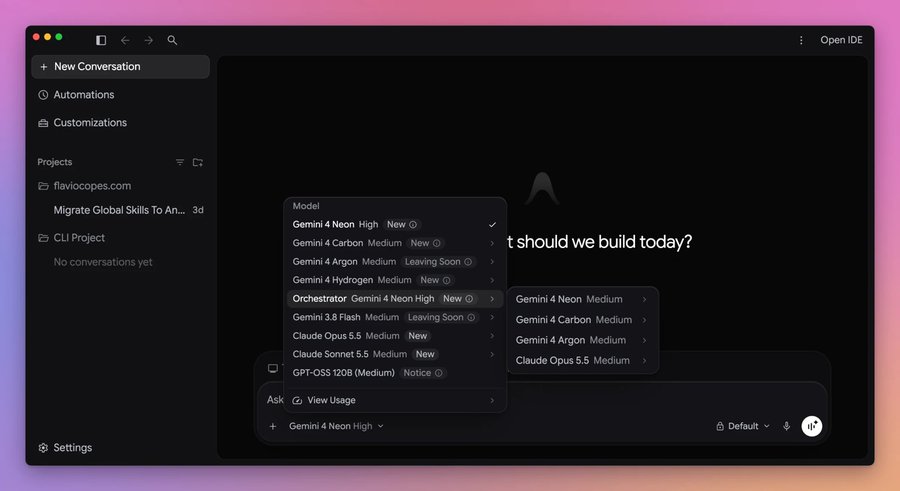 Open IDE
New Conversation
Automations
Customizations
Projects
flaviocopes.com
Migrate Global Skills To An... 3d
CLI Project
No conversations yet
Settings
t should we build today?
Model
Gemini 4 Neon High New
Gemini 4 Carbon Medium New
Gemini 4 Argon Medium Leaving Soon
Gemini 4 Hydrogen Medium New
Orchestrator Gemini 4 Neon High New
Gemini 3.8 Flash Medium Leaving Soon
Claude Opus 5.5 Medium New
Claude Sonnet 5.5 Medium New
GPT-OSS 120B (Medium) Notice
View Usage
Gemini 4 Neon Medium
Gemini 4 Carbon Medium
Gemini 4 Argon Medium
Claude Opus 5.5 Medium
Ask
Gemini 4 Neon High
Default